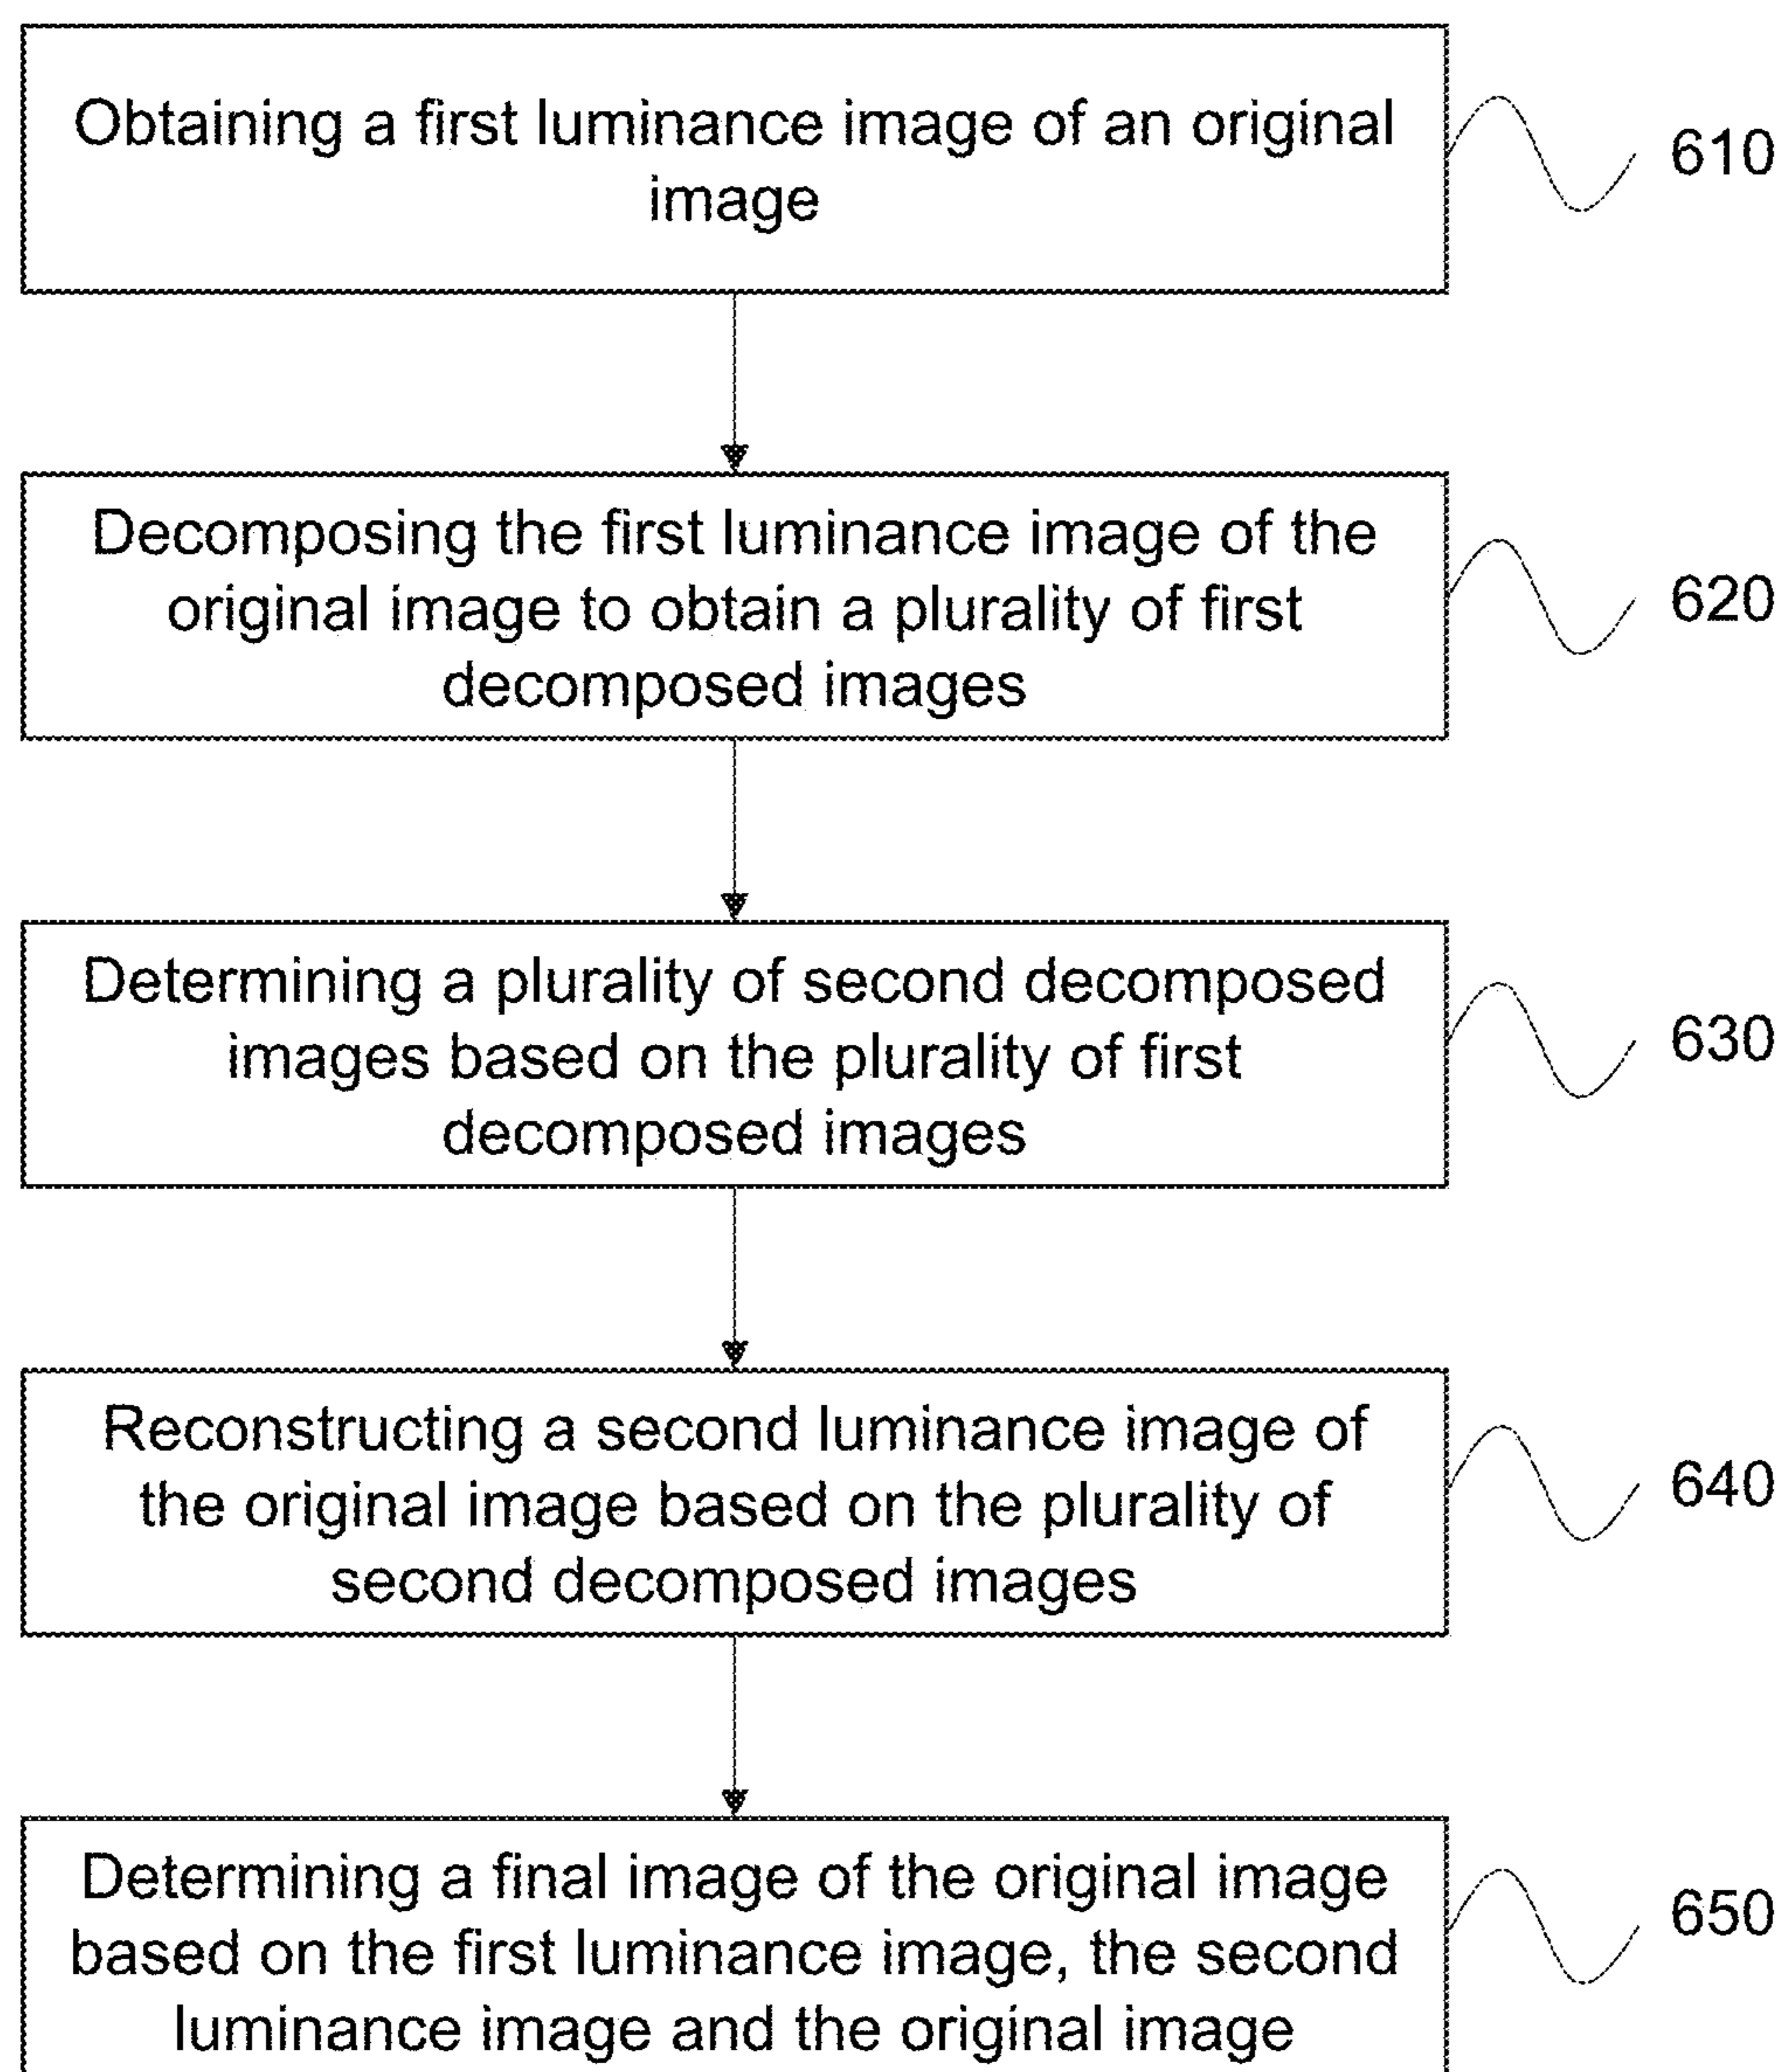 Obtaining a first luminance image of an original
image
610
Decomposing the first luminance image of the
original image to obtain a plurality of first
decomposed images
620
Determining a plurality of second decomposed
images based on the plurality of first
decomposed images
630
Reconstructing a second luminance image of
the original image based on the plurality of
second decomposed images
640
Determining a final image of the original image
based on the first luminance image, the second
luminance image and the original image
650